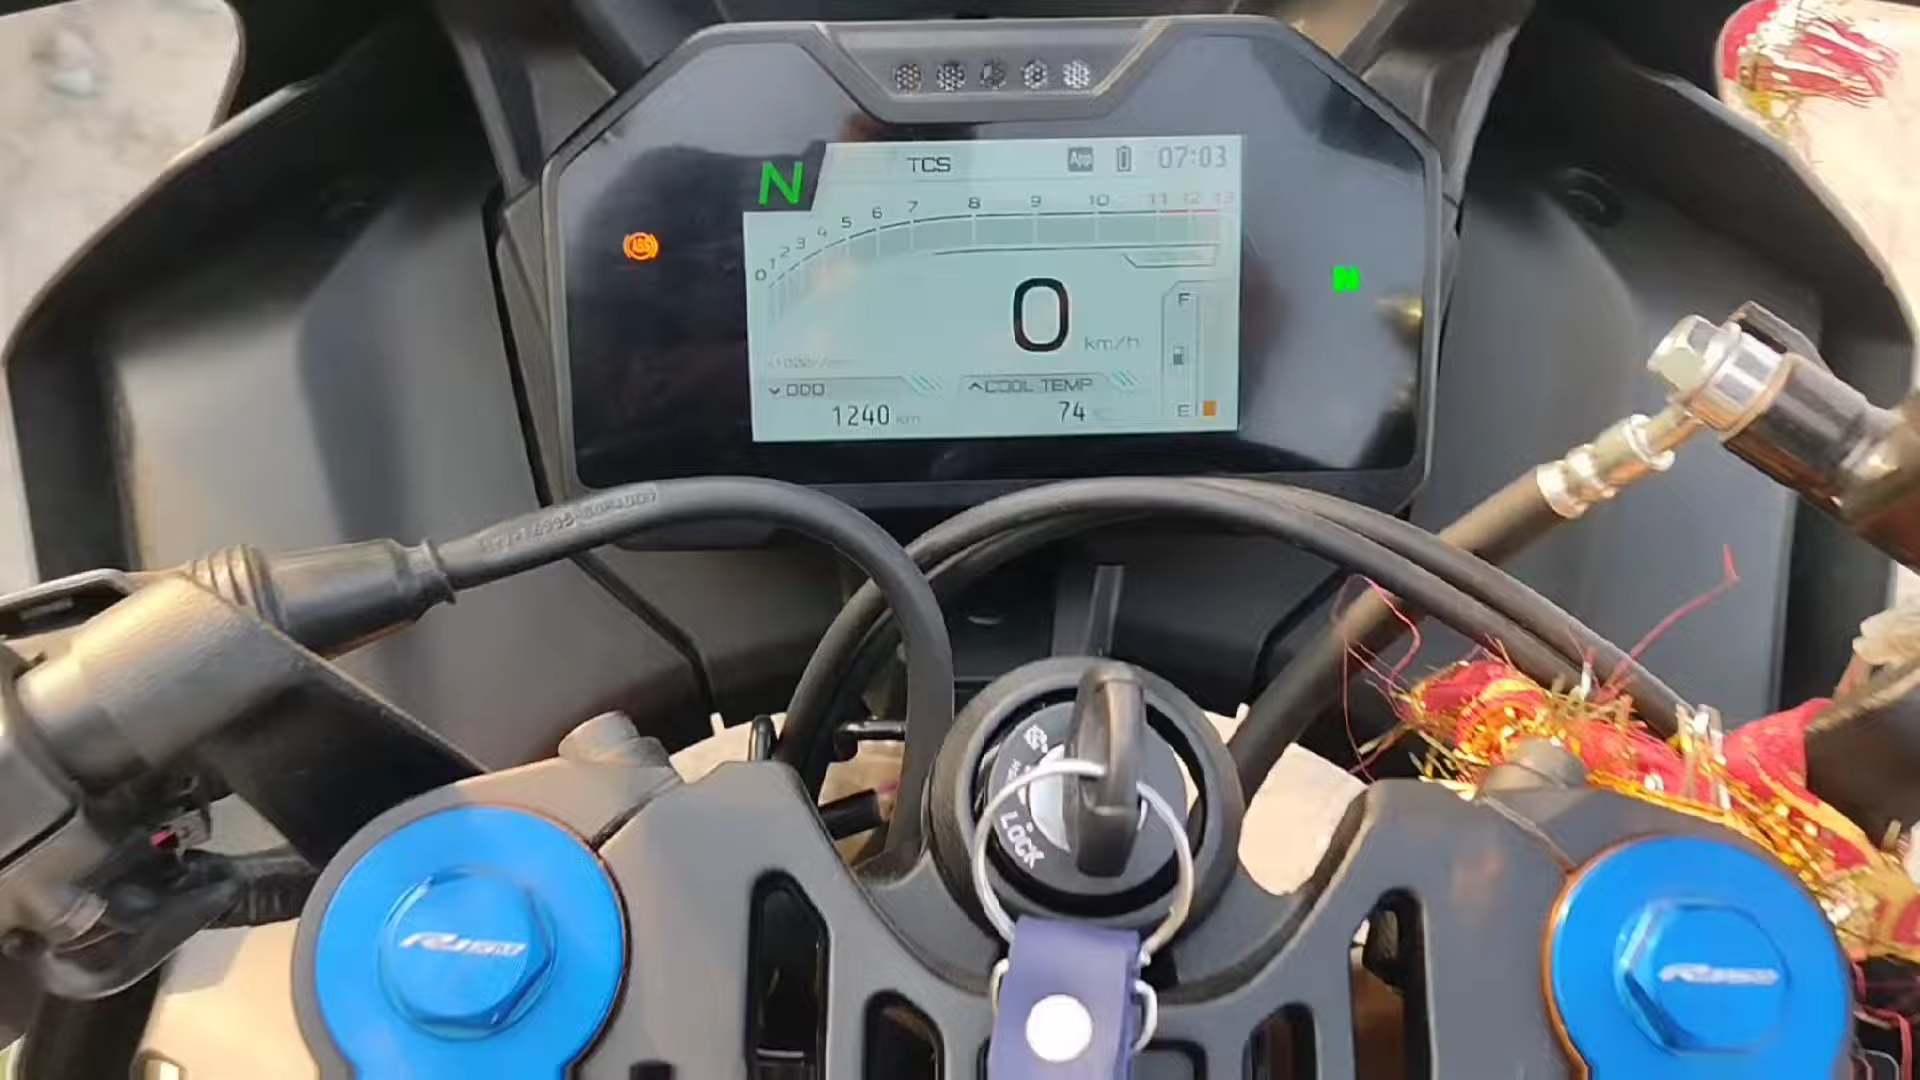 N TCS App 07:03
0 1 2 3 4 5 6 7 8 9 10 11 12 13
ABS
N
0 km/h
F
E
ODO
1240 km
COOL TEMP
74
LOCK